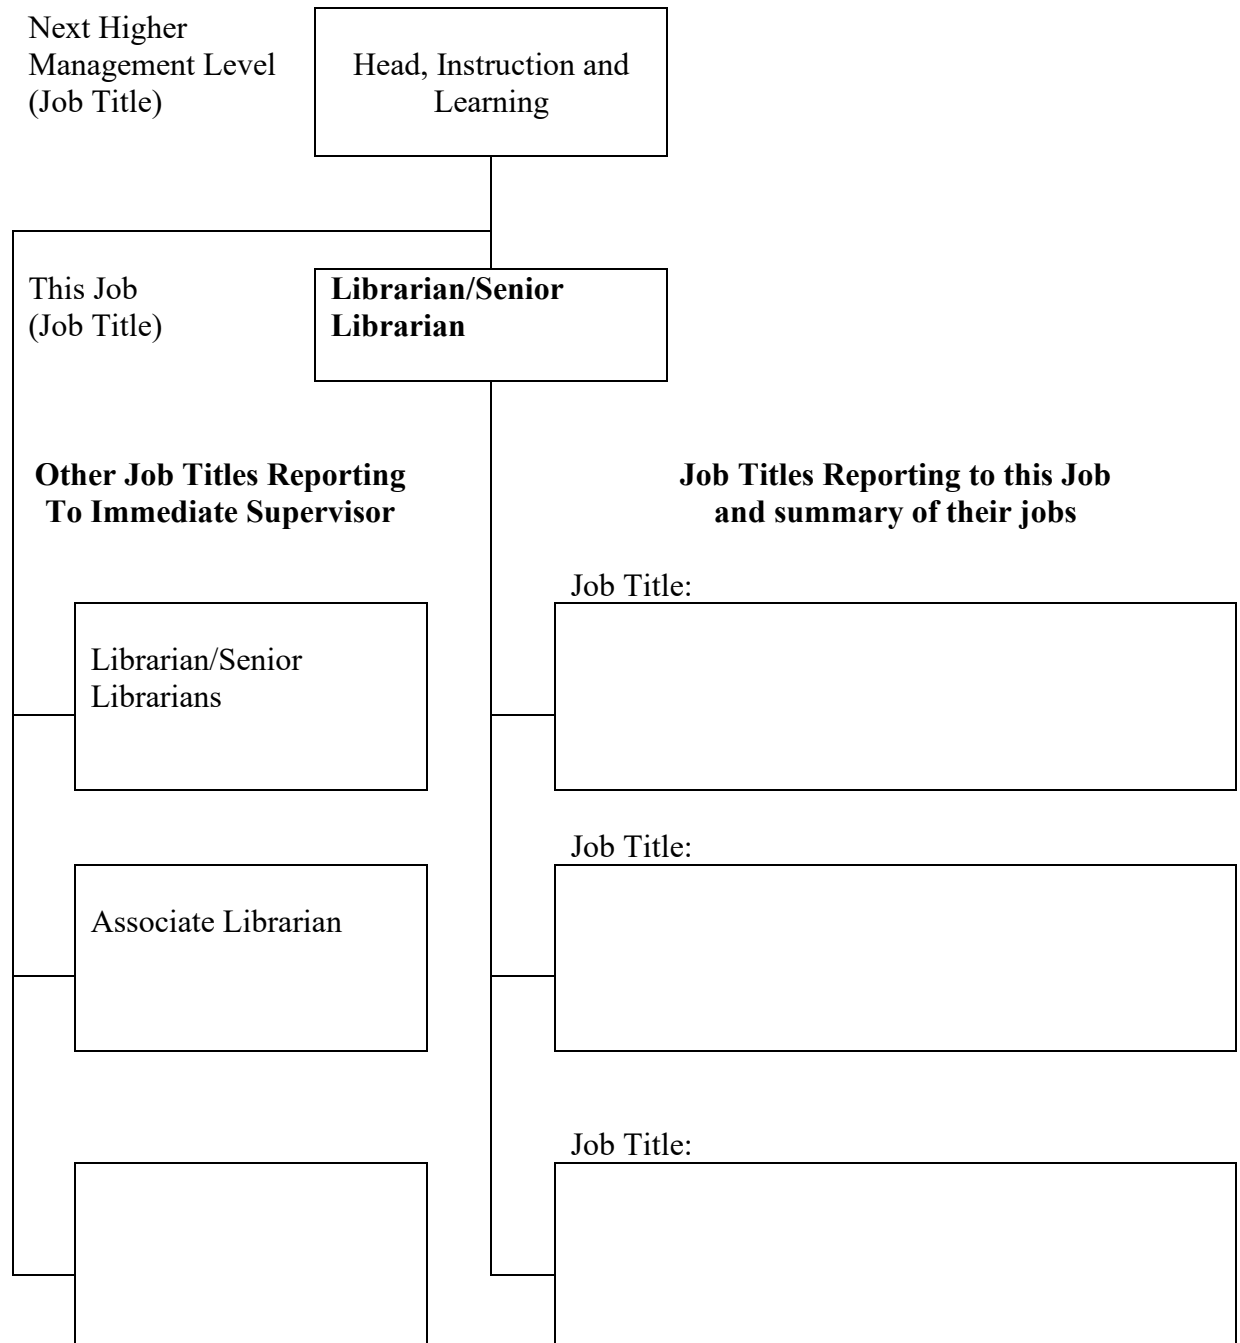 Next Higher
Management Level
(Job Title)
Head, Instruction and
Learning
This Job
(Job Title)
Librarian/Senior
Librarian
Other Job Titles Reporting
To Immediate Supervisor
Job Titles Reporting to this Job
and summary of their jobs
Job Title:
Librarian/Senior
Librarians
Job Title:
Associate Librarian
Job Title: